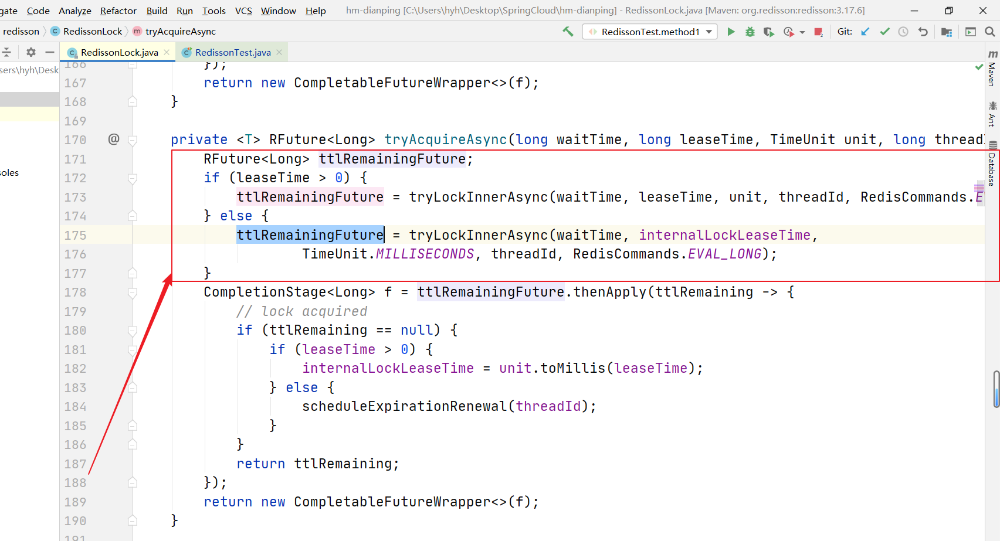 gate Code Analyze Refactor Build Run Tools VCS Window Help hm-dianping [C:\Users\hyh\Desktop\SpringCloud\hm-dianping] - RedissonLock.java [Maven: org.redisson:redisson:3.17.6]
redisson RedissonLock tryAcquireAsync RedissonTest.method1 Git:
RedissonLock.java RedissonTest.java
sers\hyh\Desk
soles
166 });
167 return new CompletableFutureWrapper<>(f);
168 }
169
170 @ private <T> RFuture<Long> tryAcquireAsync(long waitTime, long leaseTime, TimeUnit unit, long threadI
171 RFuture<Long> ttlRemainingFuture;
172 if (leaseTime > 0) {
173 ttlRemainingFuture = tryLockInnerAsync(waitTime, leaseTime, unit, threadId, RedisCommands.E
174 } else {
175 ttlRemainingFuture = tryLockInnerAsync(waitTime, internalLockLeaseTime,
176 TimeUnit.MILLISECONDS, threadId, RedisCommands.EVAL_LONG);
177 }
178 CompletionStage<Long> f = ttlRemainingFuture.thenApply(ttlRemaining -> {
179 // lock acquired
180 if (ttlRemaining == null) {
181 if (leaseTime > 0) {
182 internalLockLeaseTime = unit.toMillis(leaseTime);
183 } else {
184 scheduleExpirationRenewal(threadId);
185 }
186 }
187 return ttlRemaining;
188 });
189 return new CompletableFutureWrapper<>(f);
190 }
191
Maven
Ant
Database